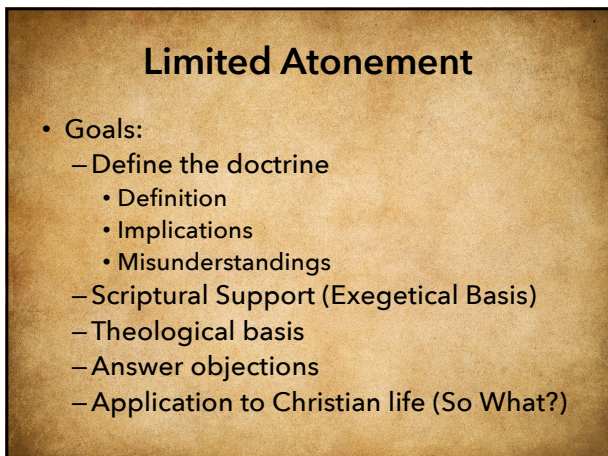 Limited Atonement
• Goals:
–Define the doctrine
• Definition
• Implications
• Misunderstandings
–Scriptural Support (Exegetical Basis)
–Theological basis
–Answer objections
–Application to Christian life (So What?)